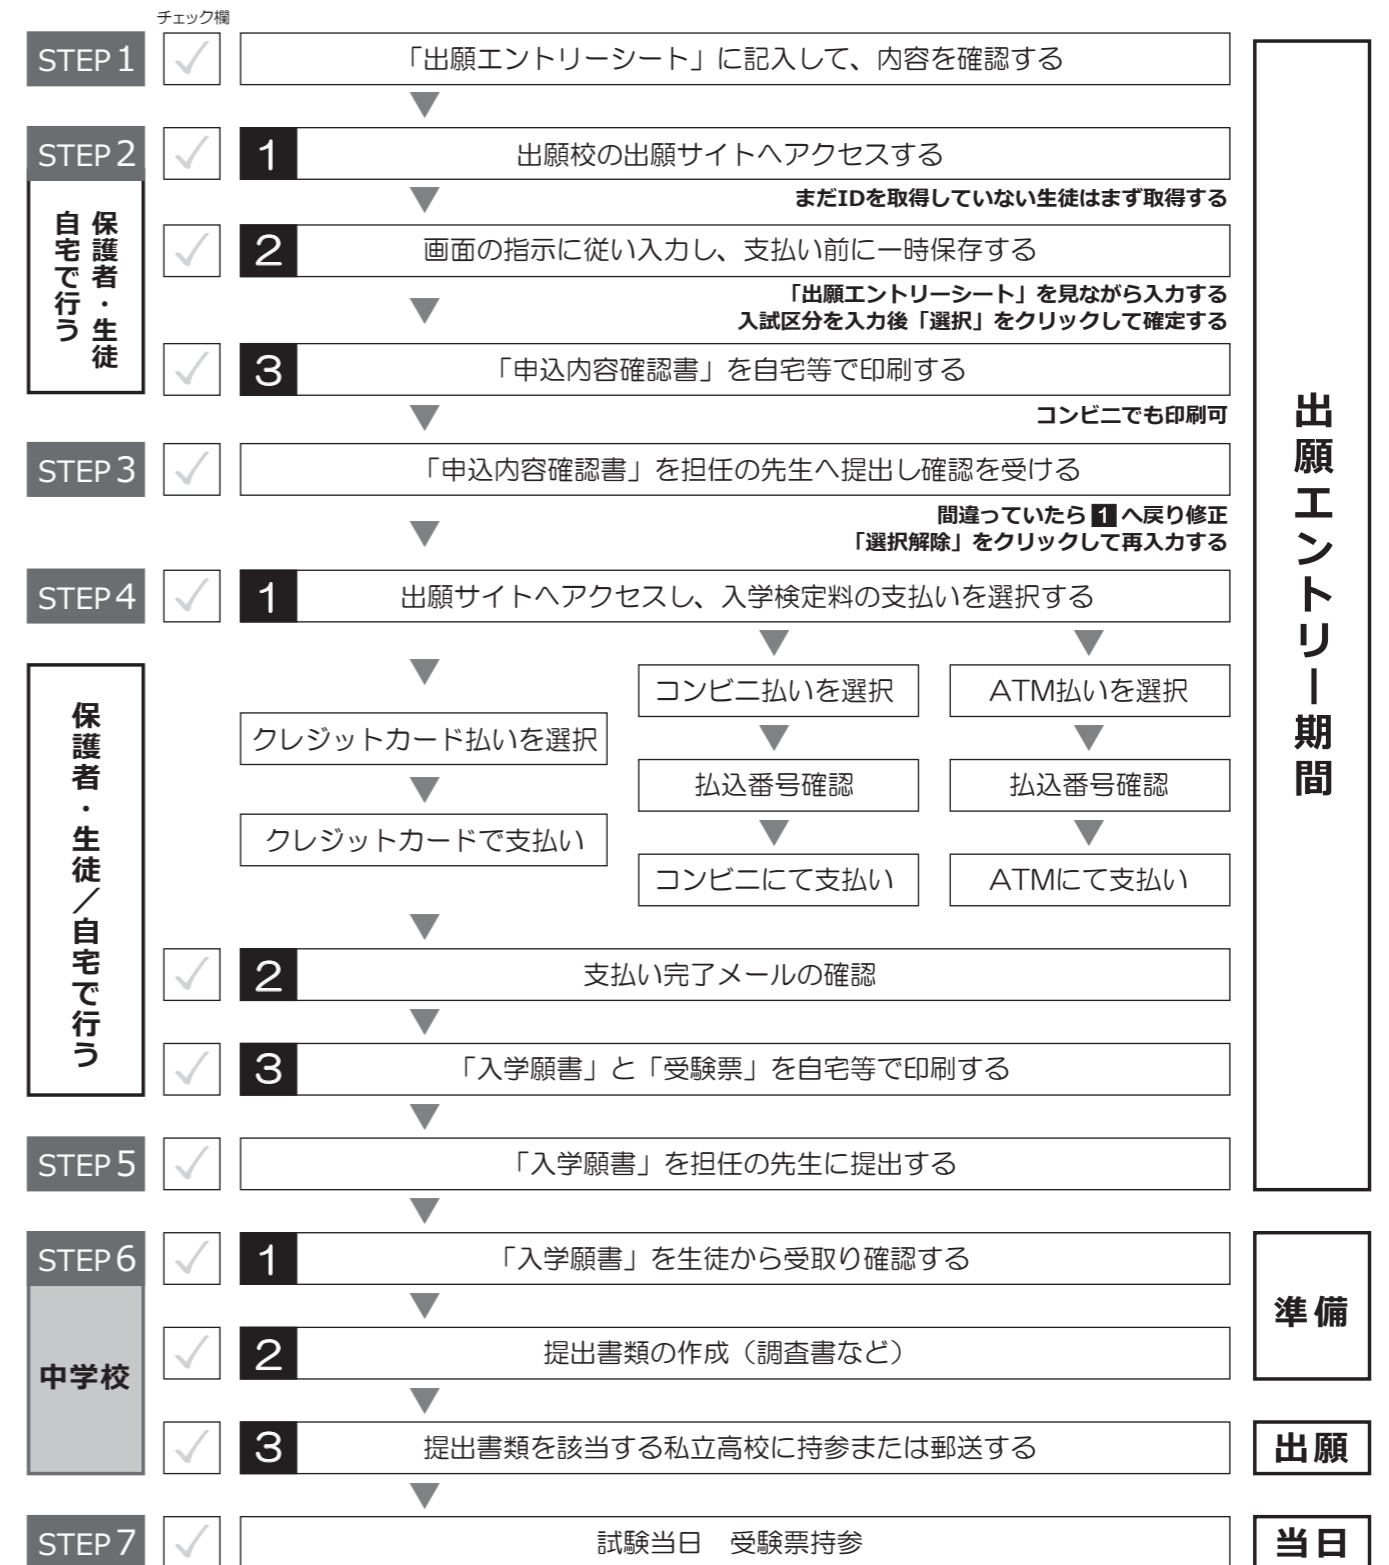 チェック欄
STEP 1
「出願エントリーシート」に記入して、内容を確認する
STEP 2
保護者・生徒
自宅で行う
1 出願校の出願サイトへアクセスする
まだIDを取得していない生徒はまず取得する
2 画面の指示に従い入力し、支払い前に一時保存する
「出願エントリーシート」を見ながら入力する
入試区分を入力後「選択」をクリックして確定する
3 「申込内容確認書」を自宅等で印刷する
コンビニでも印刷可
STEP 3
「申込内容確認書」を担任の先生へ提出し確認を受ける
間違っていたら 1 へ戻り修正
「選択解除」をクリックして再入力する
STEP 4
保護者・生徒/自宅で行う
1 出願サイトへアクセスし、入学検定料の支払いを選択する
クレジットカード払いを選択
クレジットカードで支払い
コンビニ払いを選択
払込番号確認
コンビニにて支払い
ATM払いを選択
払込番号確認
ATMにて支払い
2 支払い完了メールの確認
3 「入学願書」と「受験票」を自宅等で印刷する
STEP 5
「入学願書」を担任の先生に提出する
出願エントリー期間
STEP 6
中学校
1 「入学願書」を生徒から受取り確認する
2 提出書類の作成（調査書など）
準備
3 提出書類を該当する私立高校に持参または郵送する
出願
STEP 7
試験当日　受験票持参
当日